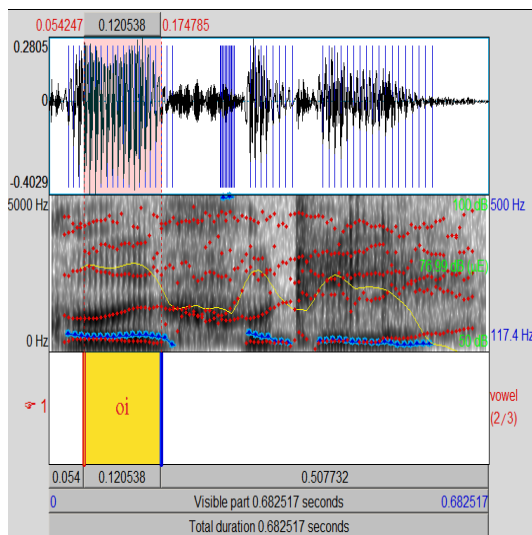 0.054247 0.120538 0.174785
0.2805
0
-0.4029
5000 Hz 100 dB 500 Hz
0 Hz 117.4 Hz
1 oi vowel
(2/3)
0.054 0.120538 0.507732
0 Visible part 0.682517 seconds 0.682517
Total duration 0.682517 seconds